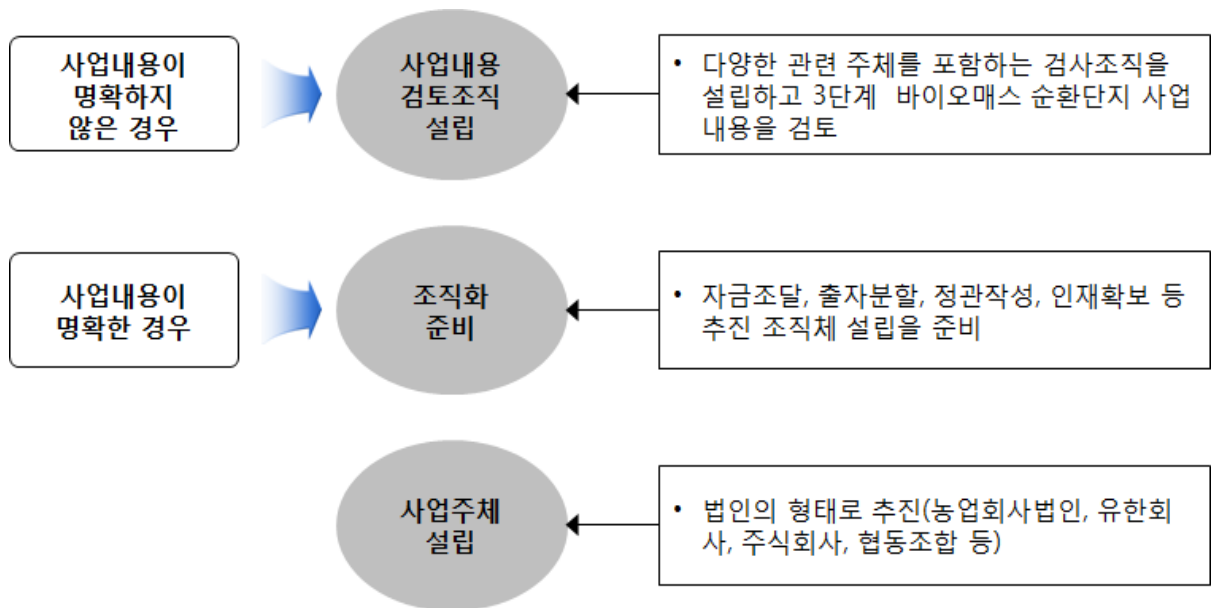 사업내용이
명확하지
않은 경우
사업내용
검토조직
설립
• 다양한 관련 주체를 포함하는 검사조직을
설립하고 3단계 바이오매스 순환단지 사업
내용을 검토
사업내용이
명확한 경우
조직화
준비
• 자금조달, 출자분할, 정관작성, 인재확보 등
추진 조직체 설립을 준비
사업주체
설립
• 법인의 형태로 추진(농업회사법인, 유한회
사, 주식회사, 협동조합 등)